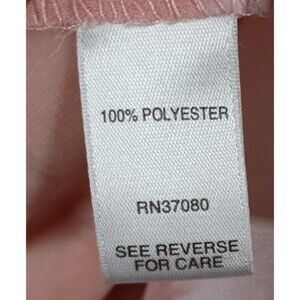 100% POLYESTER
RN37080
SEE REVERSE
FOR CARE